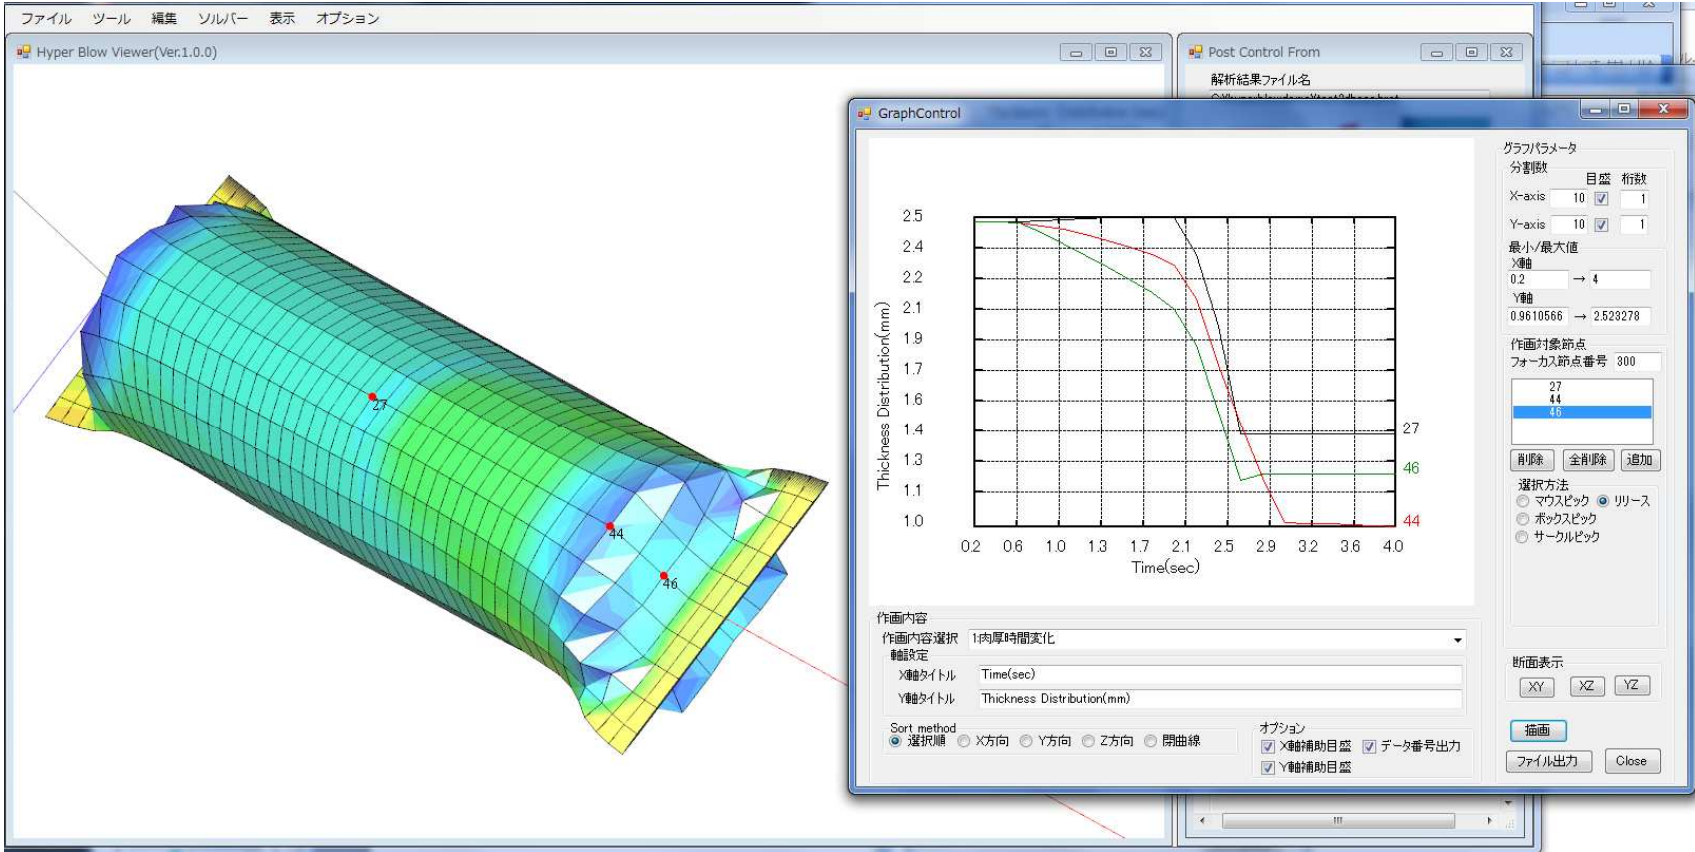 ファイル ツール 編集 ソルバー 表示 オプション
Hyper Blow Viewer(Ver.1.0.0)
27
44
46
Post Control From
解析結果ファイル名
GraphControl
2.5
2.4
2.2
2.1
1.9
1.7
1.6
1.4
1.3
1.1
1.0
Thickness Distribution(mm)
27
46
44
0.2 0.6 1.0 1.3 1.7 2.1 2.5 2.9 3.2 3.6 4.0
Time(sec)
作画内容
作画内容選択 1:肉厚時間変化
軸設定
X軸タイトル Time(sec)
Y軸タイトル Thickness Distribution(mm)
Sort method
選択順 X方向 Y方向 Z方向 閉曲線
オプション
X軸補助目盛 データ番号出力
Y軸補助目盛
グラフパラメータ
分割数
目盛 桁数
X-axis 10 1
Y-axis 10 1
最小/最大値
X軸
0.2 → 4
Y軸
0.9610566 → 2.523278
作画対象節点
フォーカス節点番号 300
27
44
46
削除 全削除 追加
選択方法
マウスピック リリース
ボックスピック
サークルピック
断面表示
XY XZ YZ
描画
ファイル出力 Close